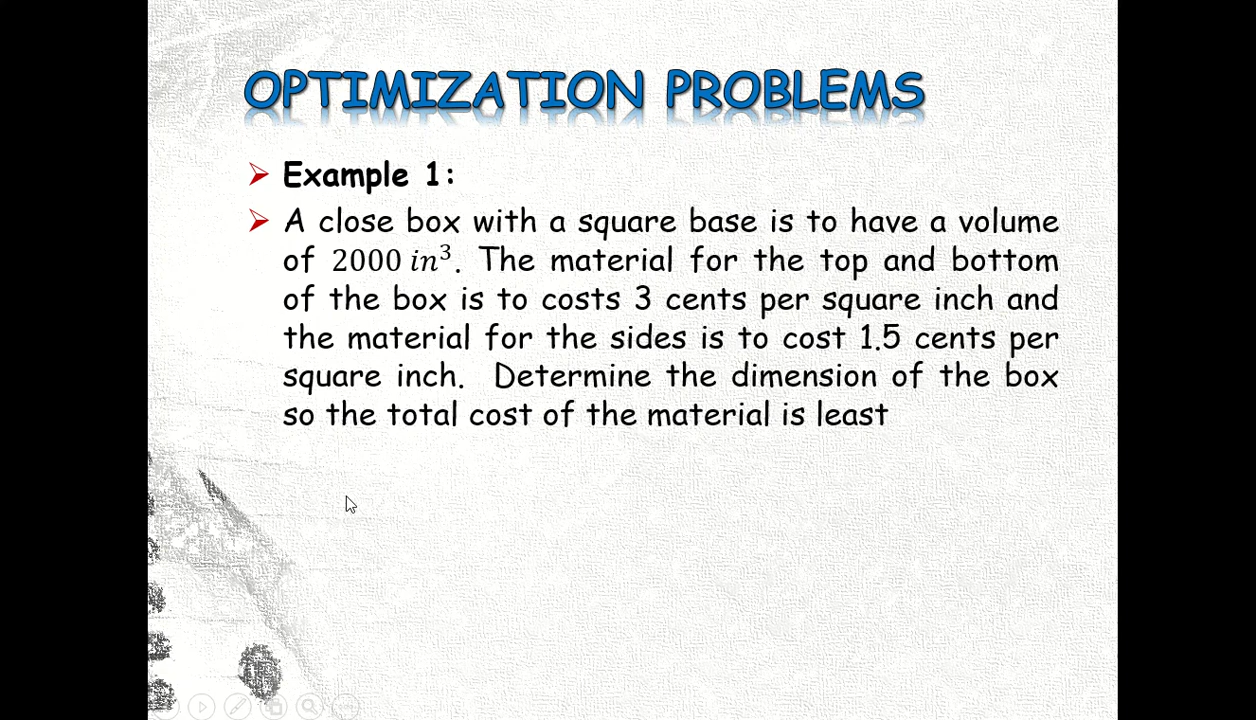 OPTIMIZATION PROBLEMS
Example 1:
A close box with a square base is to have a volume
of 2000 in³. The material for the top and bottom
of the box is to costs 3 cents per square inch and
the material for the sides is to cost 1.5 cents per
square inch. Determine the dimension of the box
so the total cost of the material is least